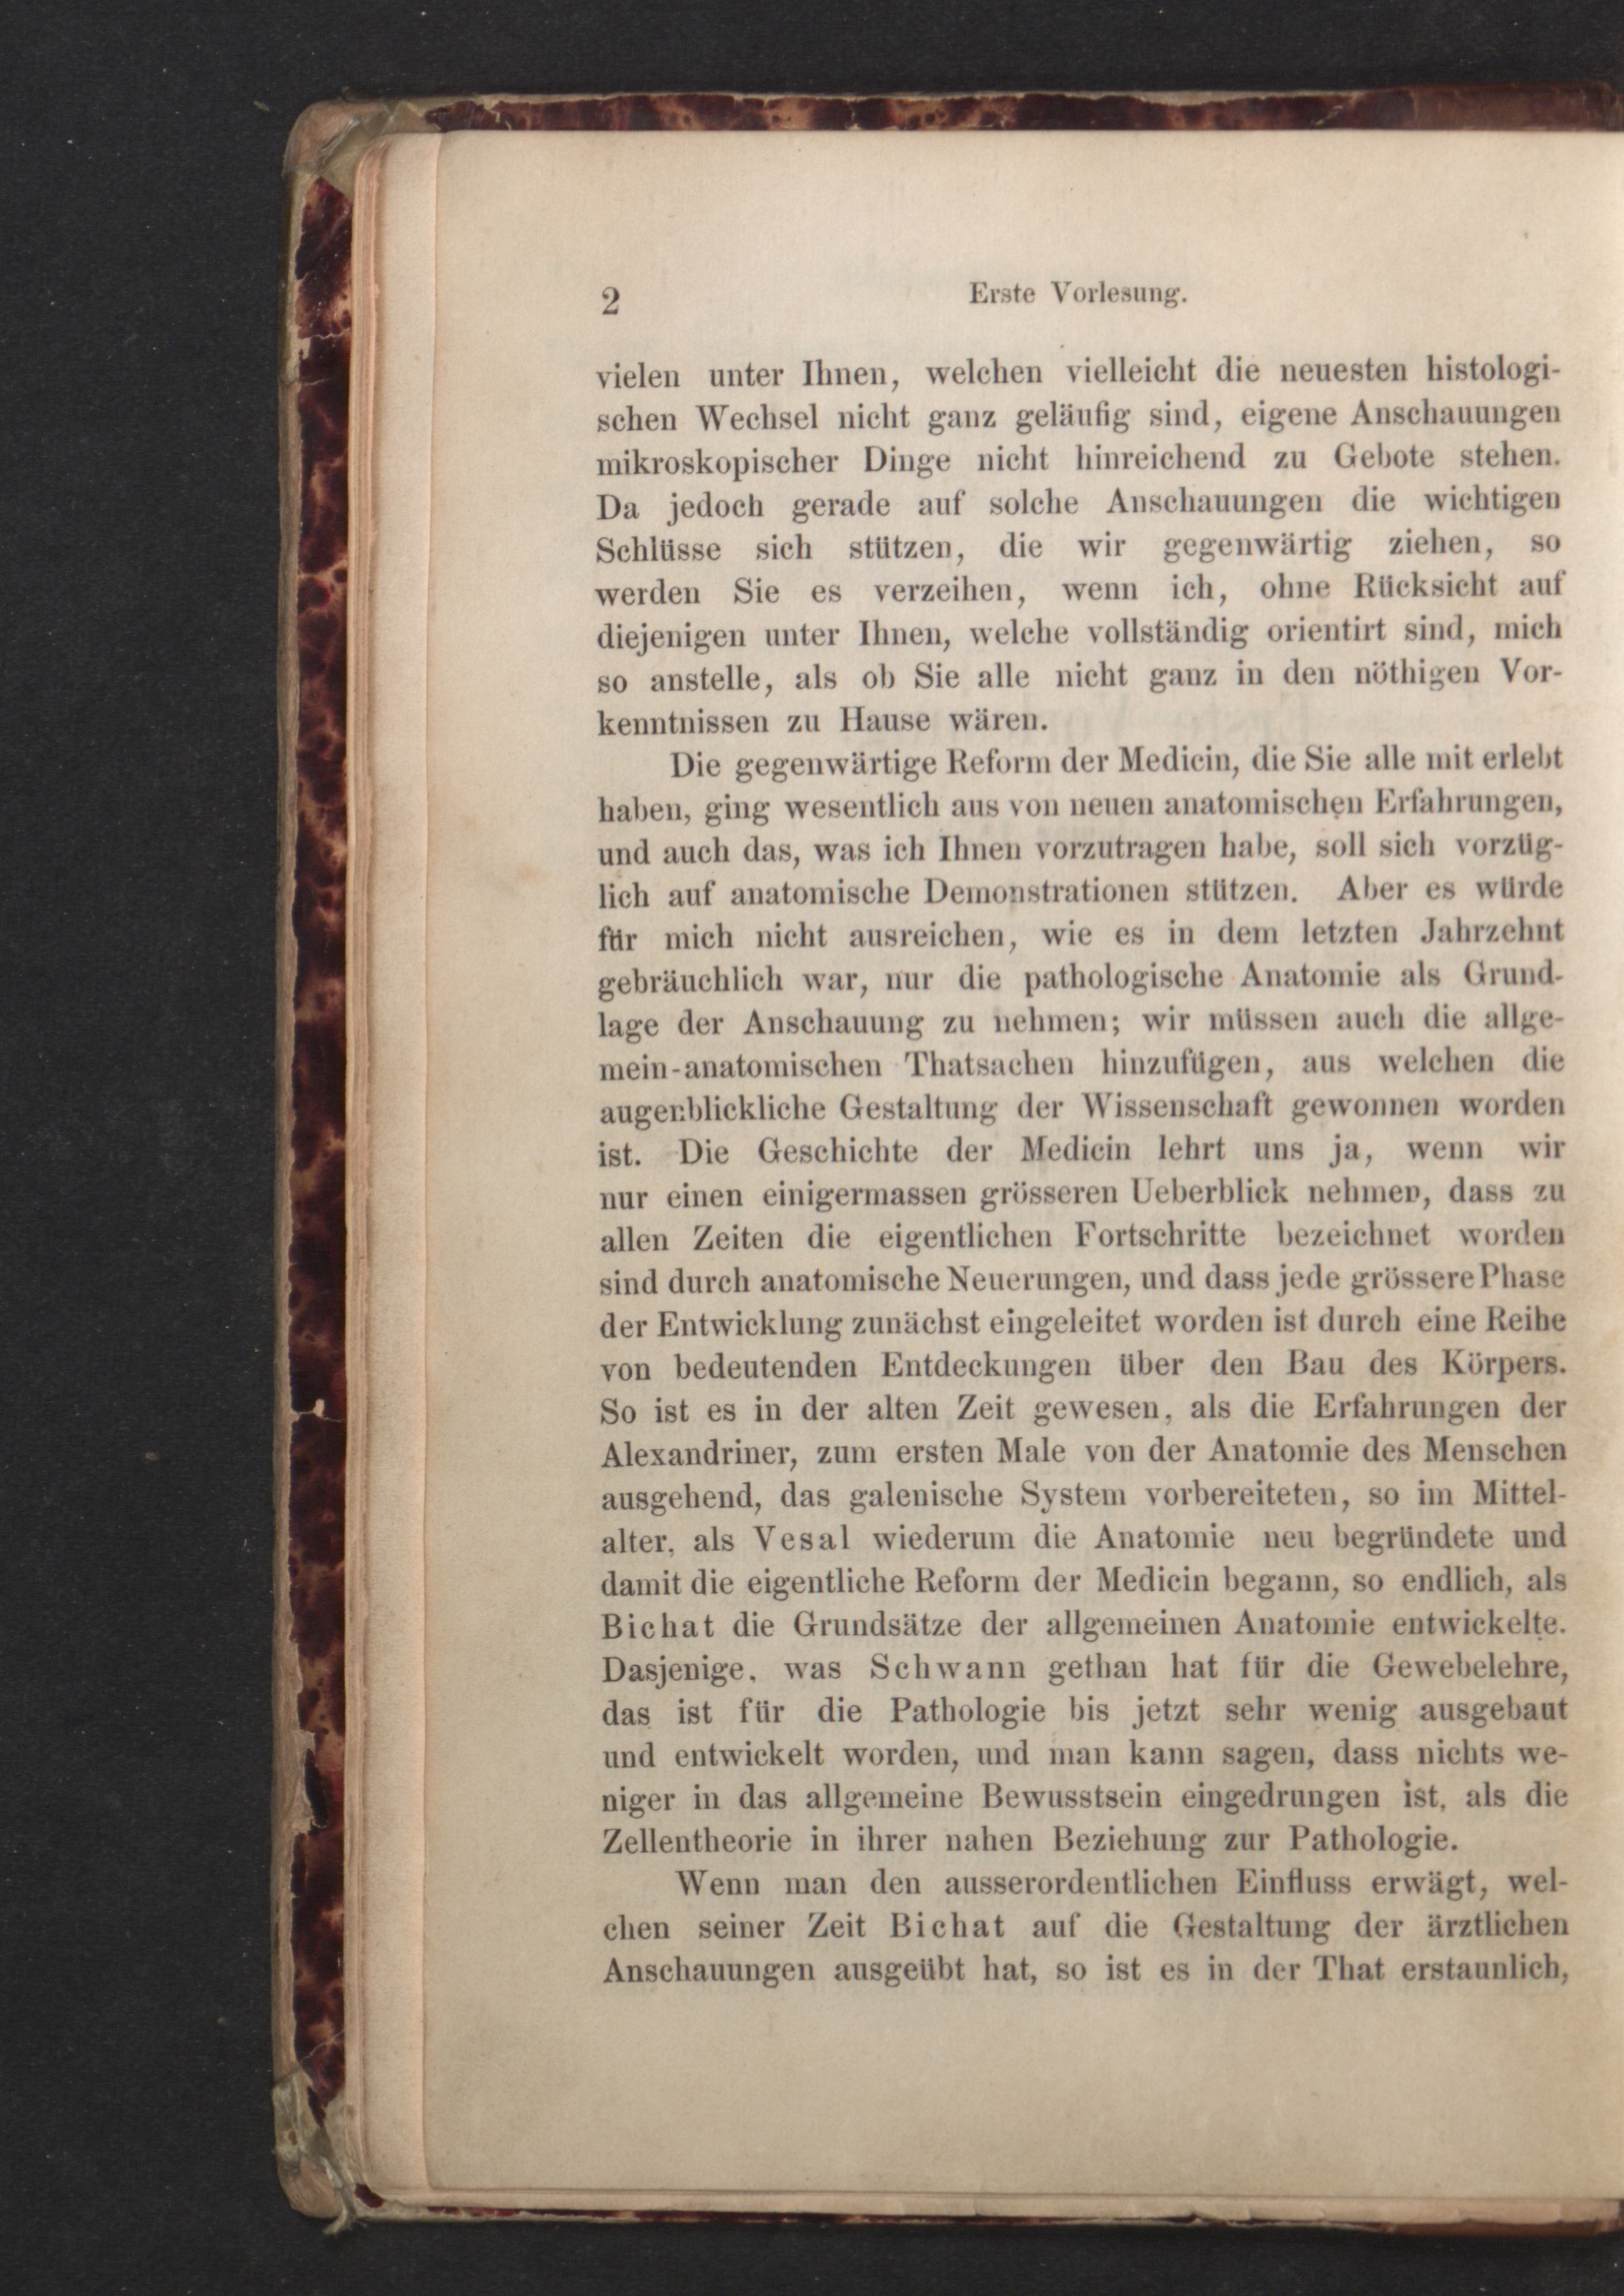 2
Erste Vorlesung.
vielen unter Ihnen, welchen vielleicht die neuesten histologi-
schen Wechsel nicht ganz geläufig sind, eigene Anschauungen
mikroskopischer Dinge nicht hinreichend zu Gebote stehen.
Da jedoch gerade auf solche Anschauungen die wichtigen
Schlüsse sich stützen, die wir gegenwärtig ziehen, so
werden Sie es verzeihen, wenn ich, ohne Rücksicht auf
diejenigen unter Ihnen, welche vollständig orientirt sind, mich
so anstelle, als ob Sie alle nicht ganz in den nöthigen Vor-
kenntnissen zu Hause wären.
Die gegenwärtige Reform der Medicin, die Sie alle mit erlebt
haben, ging wesentlich aus von neuen anatomischen Erfahrungen,
und auch das, was ich Ihnen vorzutragen habe, soll sich vorzüg-
lich auf anatomische Demonstrationen stützen. Aber es würde
für mich nicht ausreichen, wie es in dem letzten Jahrzehnt
gebräuchlich war, nur die pathologische Anatomie als Grund-
lage der Anschauung zu nehmen; wir müssen auch die allge-
mein-anatomischen Thatsachen hinzufügen, aus welchen die
augenblickliche Gestaltung der Wissenschaft gewonnen worden
ist. Die Geschichte der Medicin lehrt uns ja, wenn wir
nur einen einigermassen grösseren Ueberblick nehmen, dass zu
allen Zeiten die eigentlichen Fortschritte bezeichnet worden
sind durch anatomische Neuerungen, und dass jede grössere Phase
der Entwicklung zunächst eingeleitet worden ist durch eine Reihe
von bedeutenden Entdeckungen über den Bau des Körpers.
So ist es in der alten Zeit gewesen, als die Erfahrungen der
Alexandriner, zum ersten Male von der Anatomie des Menschen
ausgehend, das galenische System vorbereiteten, so im Mittel-
alter, als Vesal wiederum die Anatomie neu begründete und
damit die eigentliche Reform der Medicin begann, so endlich, als
Bichat die Grundsätze der allgemeinen Anatomie entwickelte.
Dasjenige, was Schwann gethan hat für die Gewebelehre,
das ist für die Pathologie bis jetzt sehr wenig ausgebaut
und entwickelt worden, und man kann sagen, dass nichts we-
niger in das allgemeine Bewusstsein eingedrungen ist, als die
Zellentheorie in ihrer nahen Beziehung zur Pathologie.
Wenn man den ausserordentlichen Einfluss erwägt, wel-
chen seiner Zeit Bichat auf die Gestaltung der ärztlichen
Anschauungen ausgeübt hat, so ist es in der That erstaunlich,